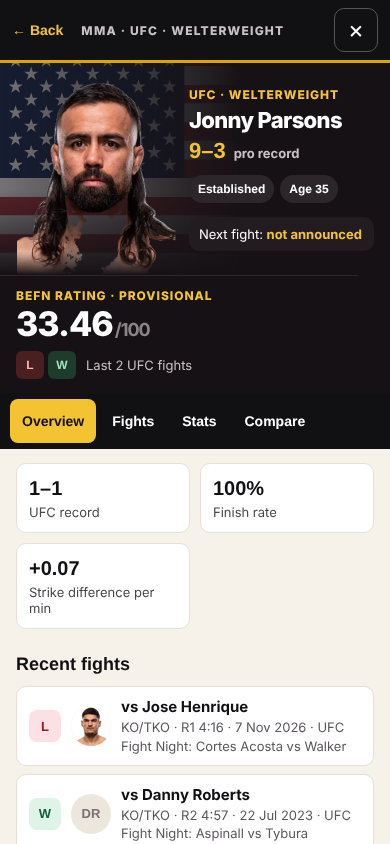 ← Back MMA · UFC · WELTERWEIGHT ×
UFC · WELTERWEIGHT
Jonny Parsons
9–3 pro record
Established Age 35
Next fight: not announced
BEFN RATING · PROVISIONAL
33.46/100
L W Last 2 UFC fights
Overview Fights Stats Compare
1–1 100%
UFC record Finish rate
+0.07
Strike difference per
min
Recent fights
vs Jose Henrique
L KO/TKO · R1 4:16 · 7 Nov 2026 · UFC
Fight Night: Cortes Acosta vs Walker
vs Danny Roberts
W DR KO/TKO · R2 4:57 · 22 Jul 2023 · UFC
Fight Night: Aspinall vs Tybura